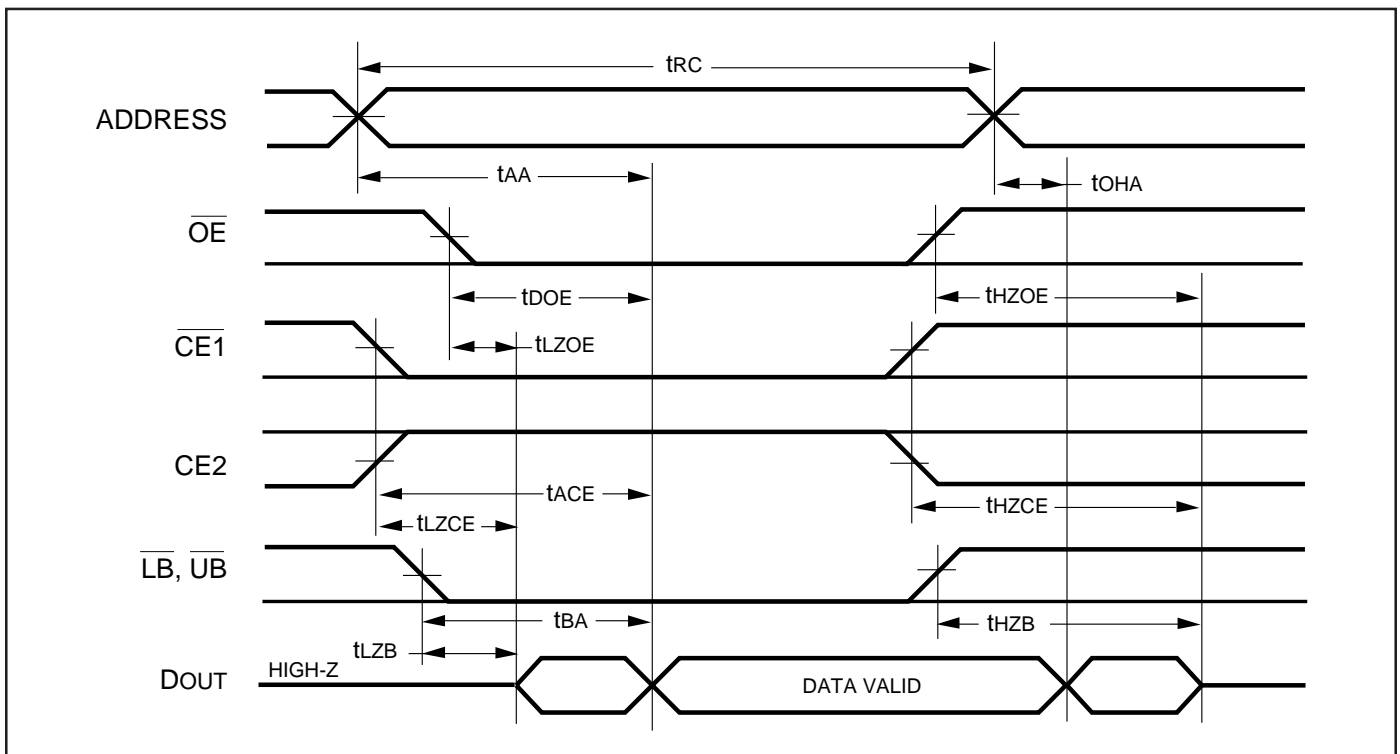 tRC
ADDRESS
tAA
tOHA
OE
tDOE
tHZOE
CE1
tLZOE
CE2
tACE
tHZCE
tLZCE
LB, UB
tBA
tHZB
tLZB
DOUT
HIGH-Z
DATA VALID